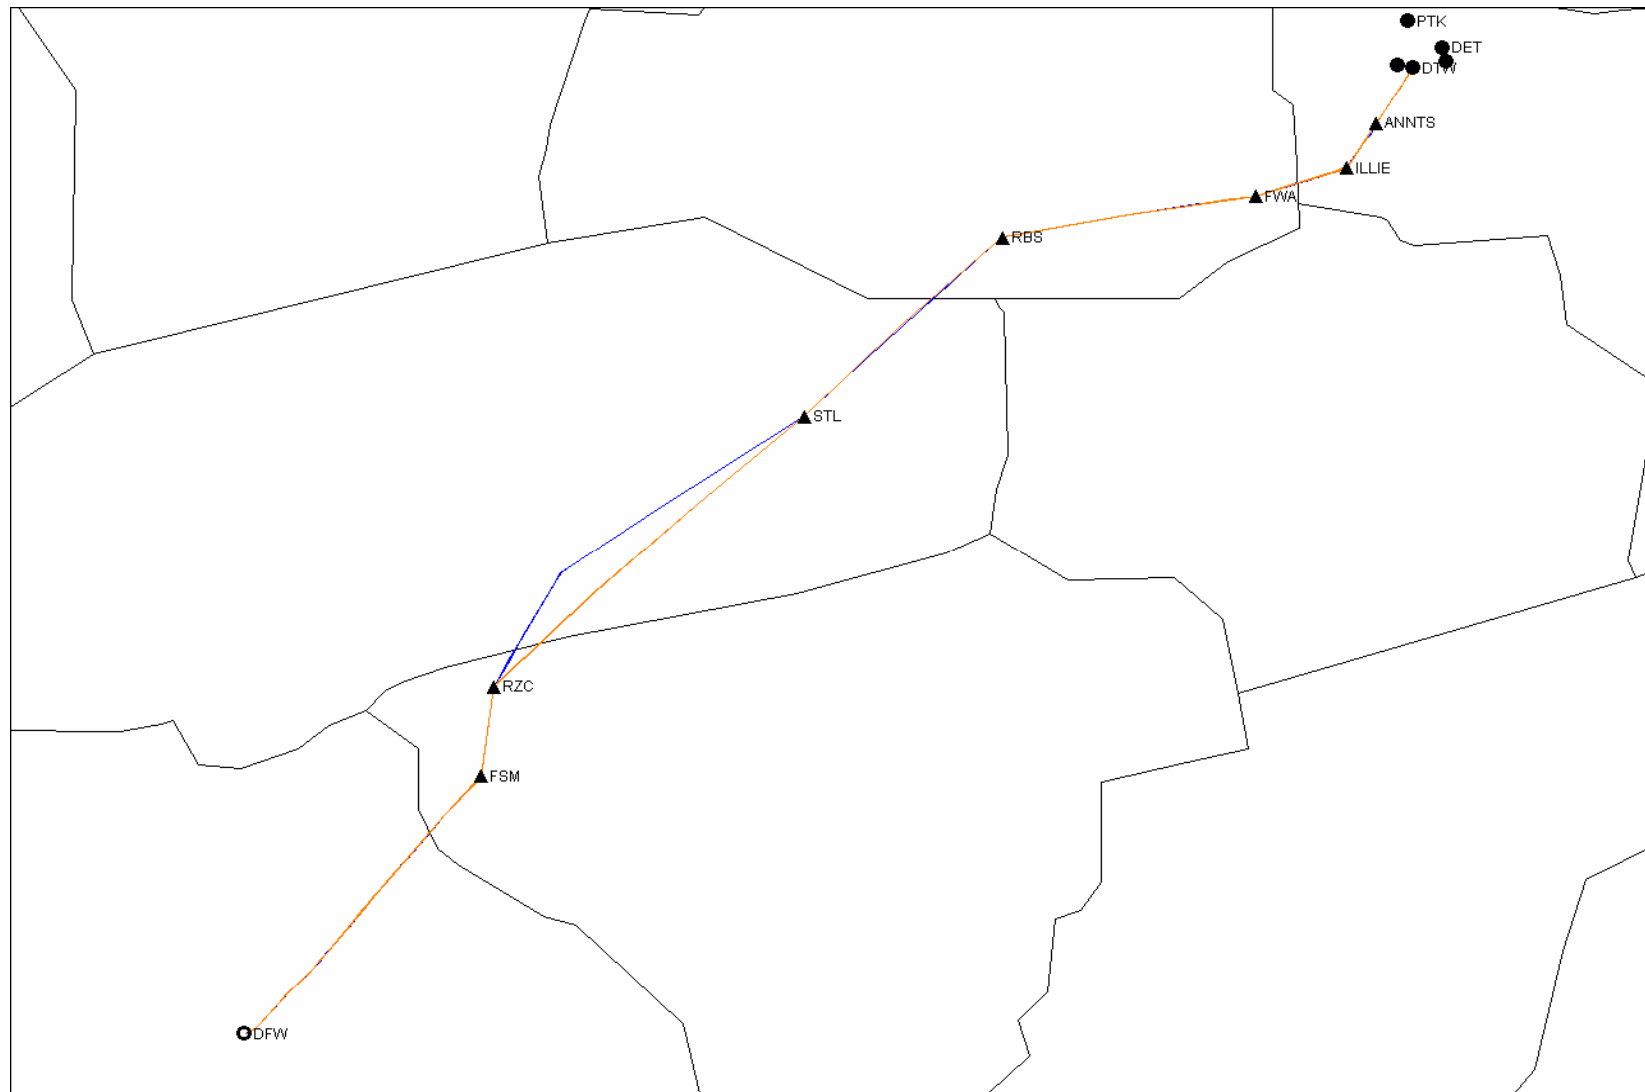 PTK
DET
DTW
ANNTS
ILLIE
FWA
RBS
STL
RZC
FSM
DFW